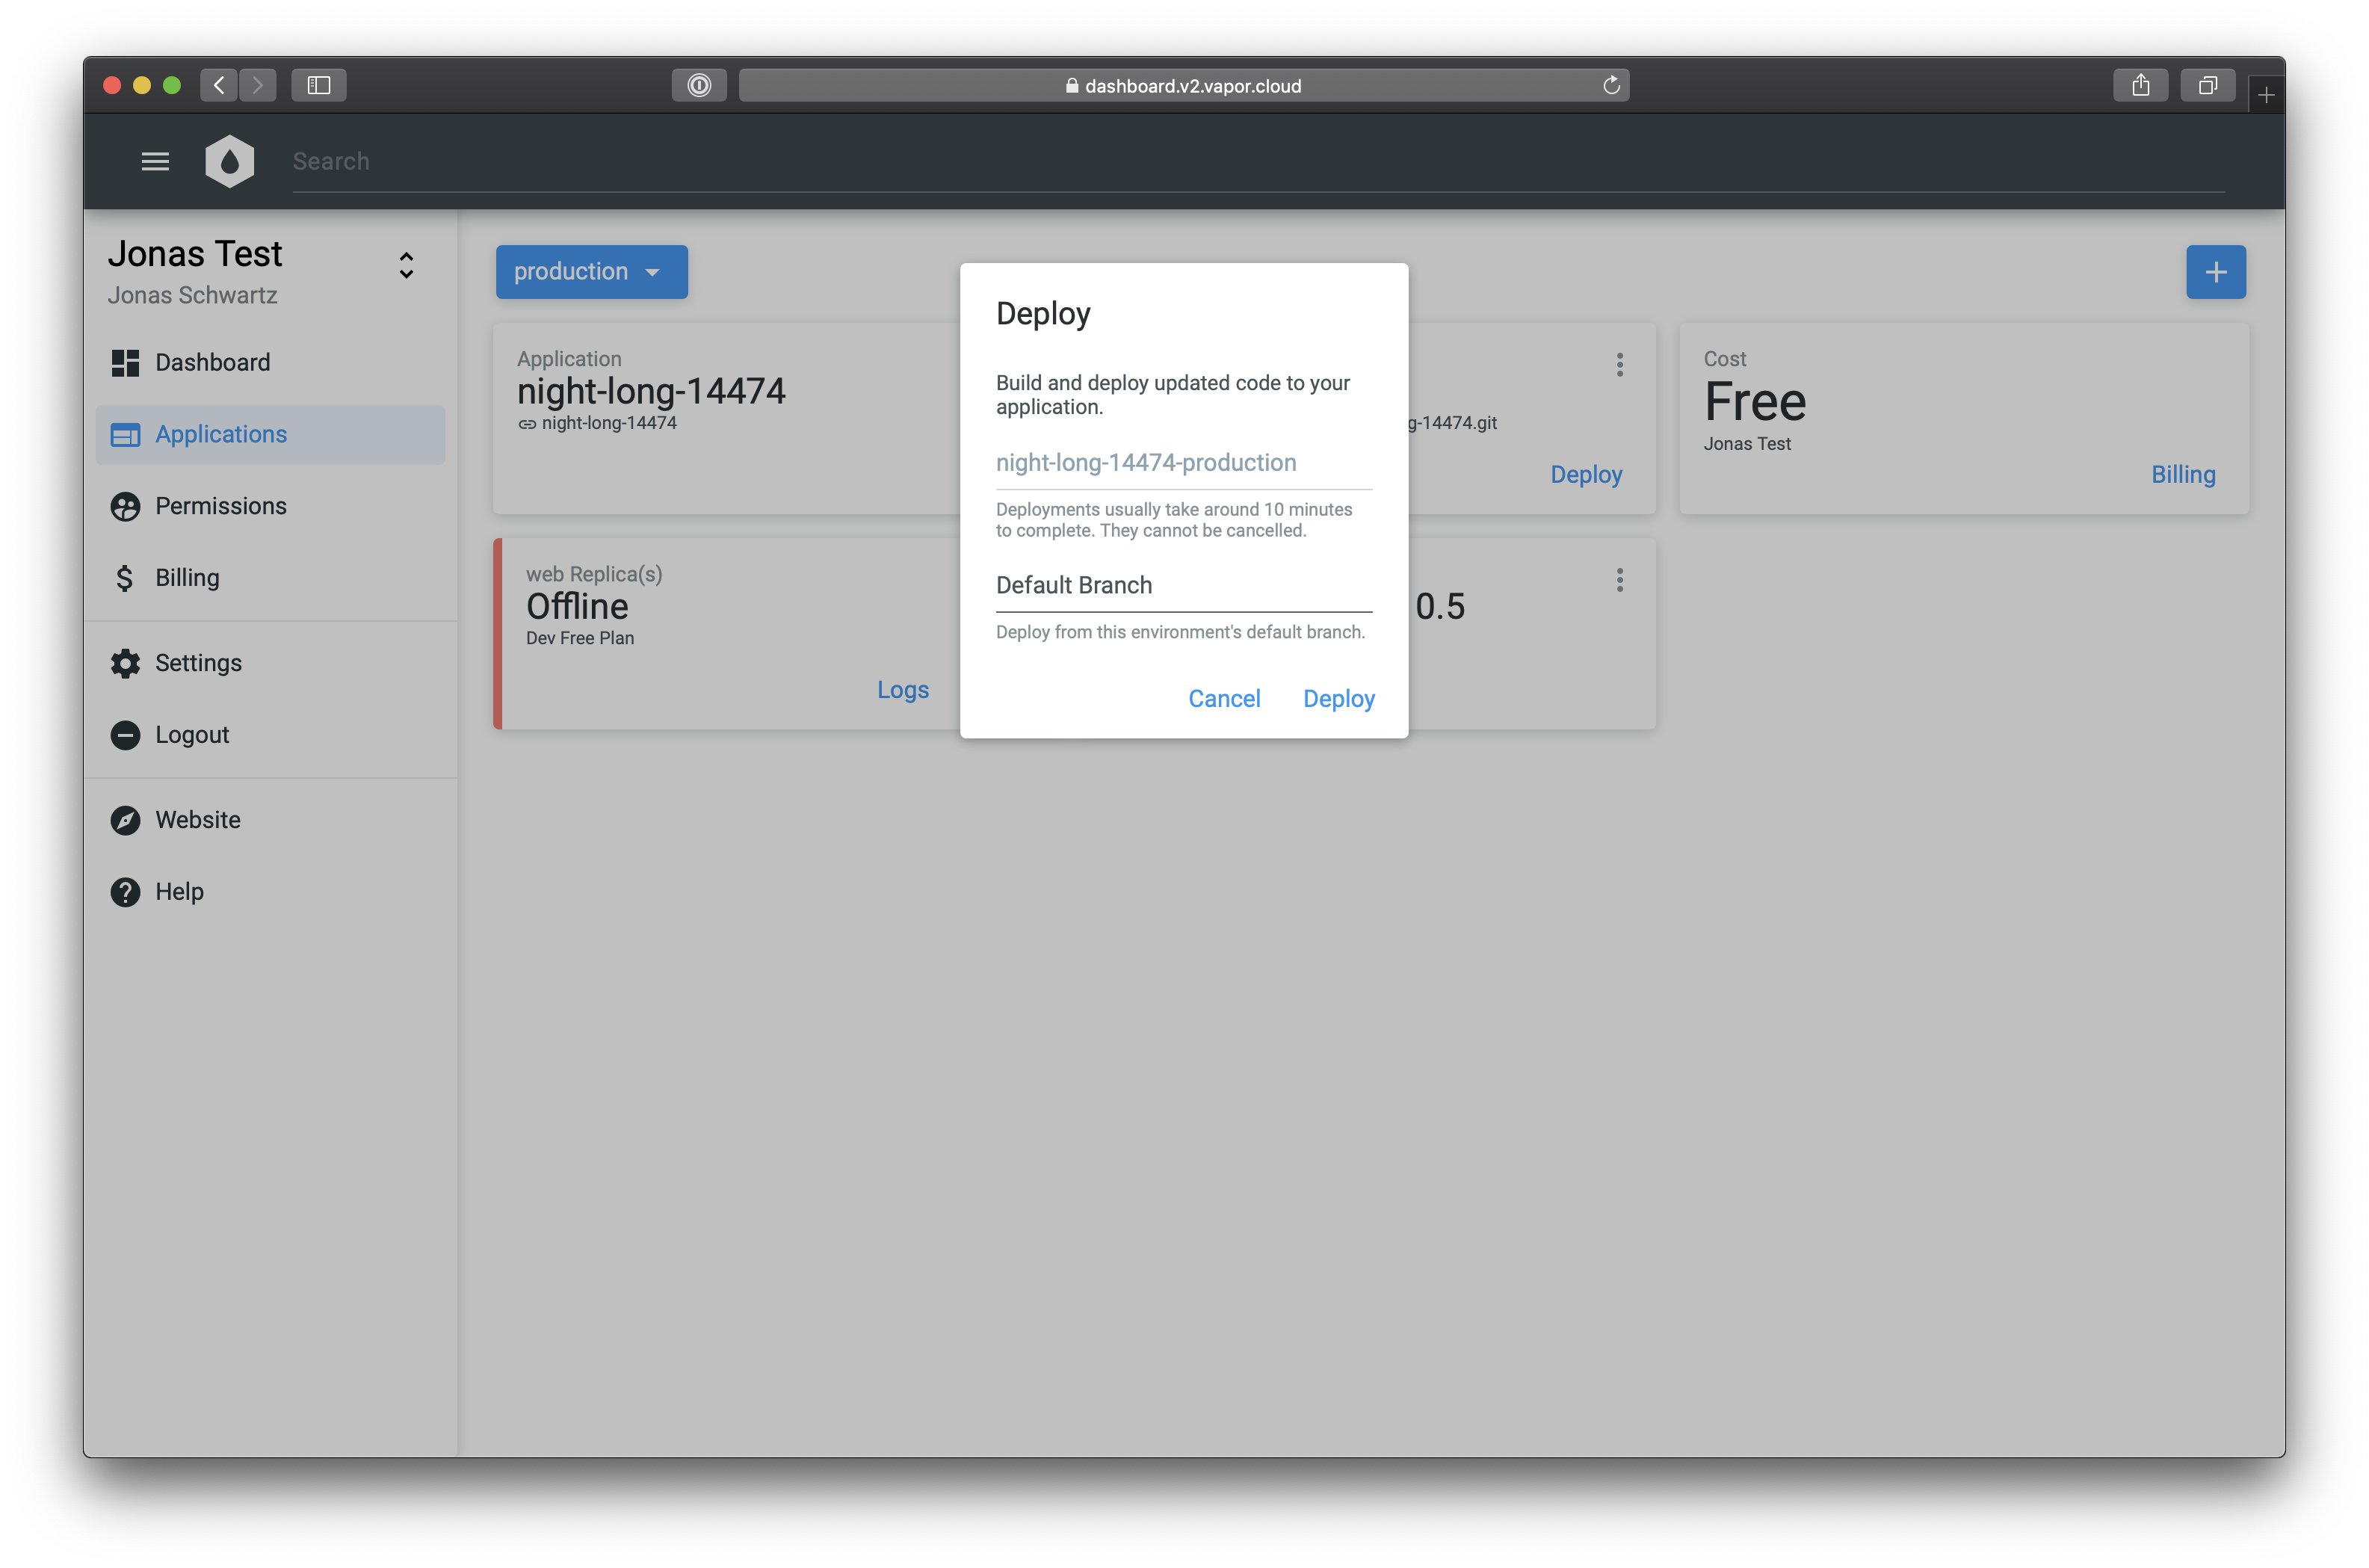 dashboard.v2.vapor.cloud
Search
Jonas Test
Jonas Schwartz
Dashboard
Applications
Permissions
Billing
Settings
Logout
Website
Help
production
Application
night-long-14474
night-long-14474
g-14474.git
Deploy
Cost
Free
Jonas Test
Billing
web Replica(s)
Offline
Dev Free Plan
Logs
0.5
Deploy
Build and deploy updated code to your
application.
night-long-14474-production
Deployments usually take around 10 minutes
to complete. They cannot be cancelled.
Default Branch
Deploy from this environment's default branch.
Cancel
Deploy